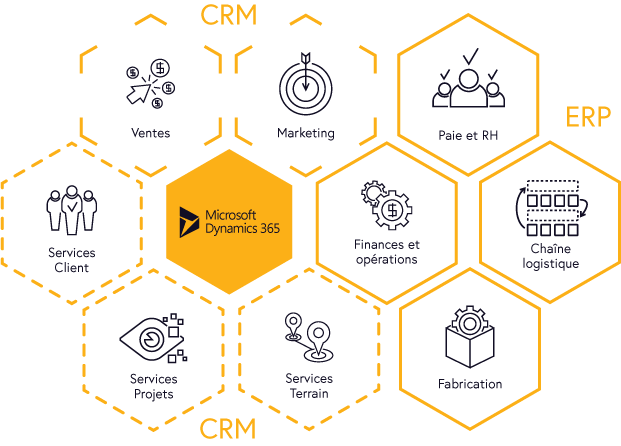 CRM
Ventes
Marketing
Paie et RH
ERP
Services
Client
Microsoft
Dynamics 365
Finances et
opérations
Chaîne
logistique
Services
Projets
Services
Terrain
Fabrication
CRM